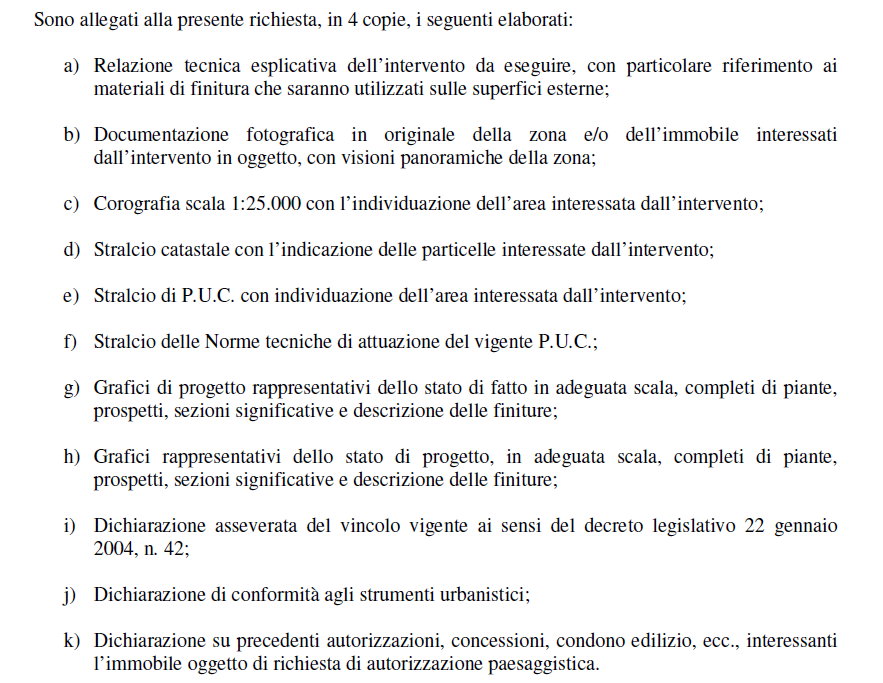 Sono allegati alla presente richiesta, in 4 copie, i seguenti elaborati:
a) Relazione tecnica esplicativa dell’intervento da eseguire, con particolare riferimento ai
materiali di finitura che saranno utilizzati sulle superfici esterne;
b) Documentazione fotografica in originale della zona e/o dell’immobile interessati
dall’intervento in oggetto, con visioni panoramiche della zona;
c) Corografia scala 1:25.000 con l’individuazione dell’area interessata dall’intervento;
d) Stralcio catastale con l’indicazione delle particelle interessate dall’intervento;
e) Stralcio di P.U.C. con individuazione dell’area interessata dall’intervento;
f) Stralcio delle Norme tecniche di attuazione del vigente P.U.C.;
g) Grafici di progetto rappresentativi dello stato di fatto in adeguata scala, completi di piante,
prospetti, sezioni significative e descrizione delle finiture;
h) Grafici rappresentativi dello stato di progetto, in adeguata scala, completi di piante,
prospetti, sezioni significative e descrizione delle finiture;
i) Dichiarazione asseverata del vincolo vigente ai sensi del decreto legislativo 22 gennaio
2004, n. 42;
j) Dichiarazione di conformità agli strumenti urbanistici;
k) Dichiarazione su precedenti autorizzazioni, concessioni, condono edilizio, ecc., interessanti
l’immobile oggetto di richiesta di autorizzazione paesaggistica.